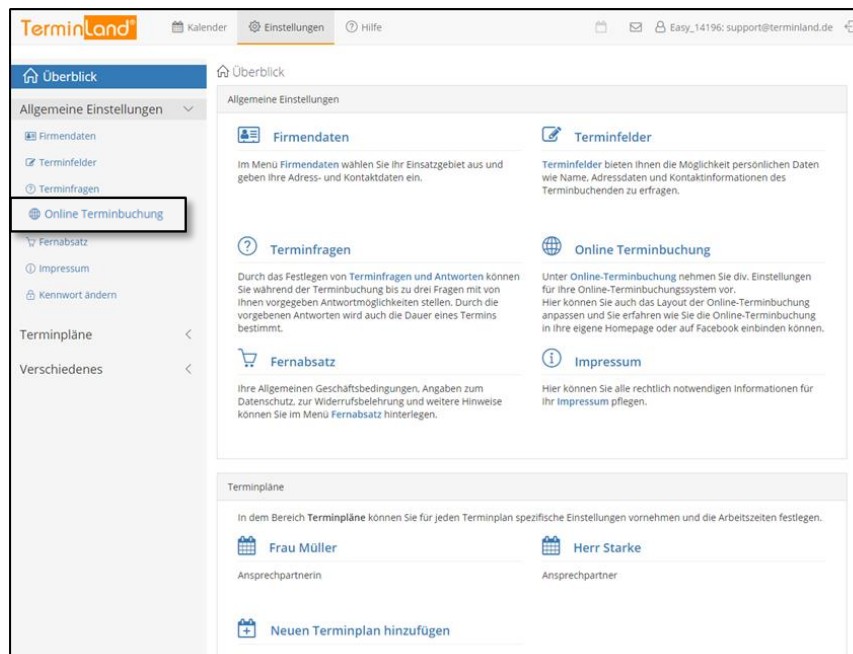 TerminLand®
Kalender
Einstellungen
Hilfe
Easy_14196: support@terminland.de
Überblick
Allgemeine Einstellungen
Firmendaten
Terminfelder
Terminfragen
Online Terminbuchung
Fernabsatz
Impressum
Kennwort ändern
Terminpläne
Verschiedenes
Überblick
Allgemeine Einstellungen
Firmendaten
Im Menü Firmendaten wählen Sie Ihr Einsatzgebiet aus und
geben Ihre Adress- und Kontaktdaten ein.
Terminfelder
Terminfelder bieten Ihnen die Möglichkeit persönlichen Daten
wie Name, Adressdaten und Kontaktinformationen des
Terminbuchenden zu erfragen.
Terminfragen
Durch das Festlegen von Terminfragen und Antworten können
Sie während der Terminbuchung bis zu drei Fragen mit von
Ihnen vorgegeben Antwortmöglichkeiten stellen. Durch die
vorgebenen Antworten wird auch die Dauer eines Termins
bestimmt.
Online Terminbuchung
Unter Online-Terminbuchung nehmen Sie div. Einstellungen
für Ihre Online-Terminbuchungssystem vor.
Hier können Sie auch das Layout der Online-Terminbuchung
anpassen und Sie erfahren wie Sie die Online-Terminbuchung
in Ihre eigene Homepage oder auf Facebook einbinden können.
Fernabsatz
Ihre Allgemeinen Geschäftsbedingungen, Angaben zum
Datenschutz, zur Widerrufsbelehrung und weitere Hinweise
können Sie im Menü Fernabsatz hinterlegen.
Impressum
Hier können Sie alle rechtlich notwendigen Informationen für
Ihr Impressum pflegen.
Terminpläne
In dem Bereich Terminpläne können Sie für jeden Terminplan spezifische Einstellungen vornehmen und die Arbeitszeiten festlegen.
Frau Müller
Ansprechpartnerin
Herr Starke
Ansprechpartner
Neuen Terminplan hinzufügen